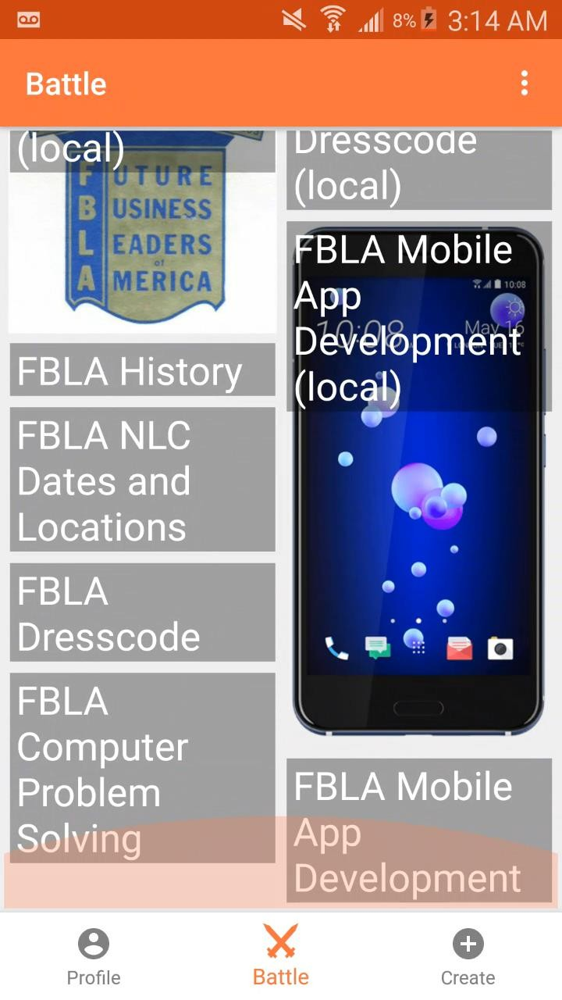 8% 3:14 AM
Battle
(local)
FUTURE
BUSINESS
LEADERS
of
AMERICA
FBLA History
FBLA NLC
Dates and
Locations
FBLA
Dresscode
FBLA
Computer
Problem
Solving
Dresscode
(local)
FBLA Mobile
App
Development
(local)
10:08
10:08
May 16
FBLA Mobile
App
Development
Profile
Battle
Create